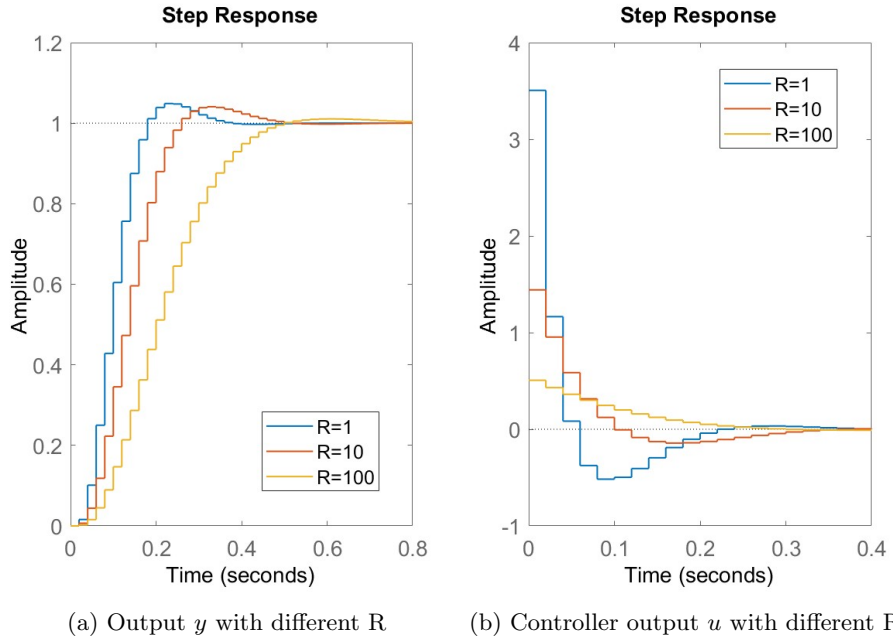 Step Response
1.2
1
0.8
0.6
0.4
0.2
0
Amplitude
R=1
R=10
R=100
0 0.2 0.4 0.6 0.8
Time (seconds)
(a) Output y with different R
Step Response
4
3
2
1
0
-1
Amplitude
R=1
R=10
R=100
0 0.1 0.2 0.3 0.4
Time (seconds)
(b) Controller output u with different R